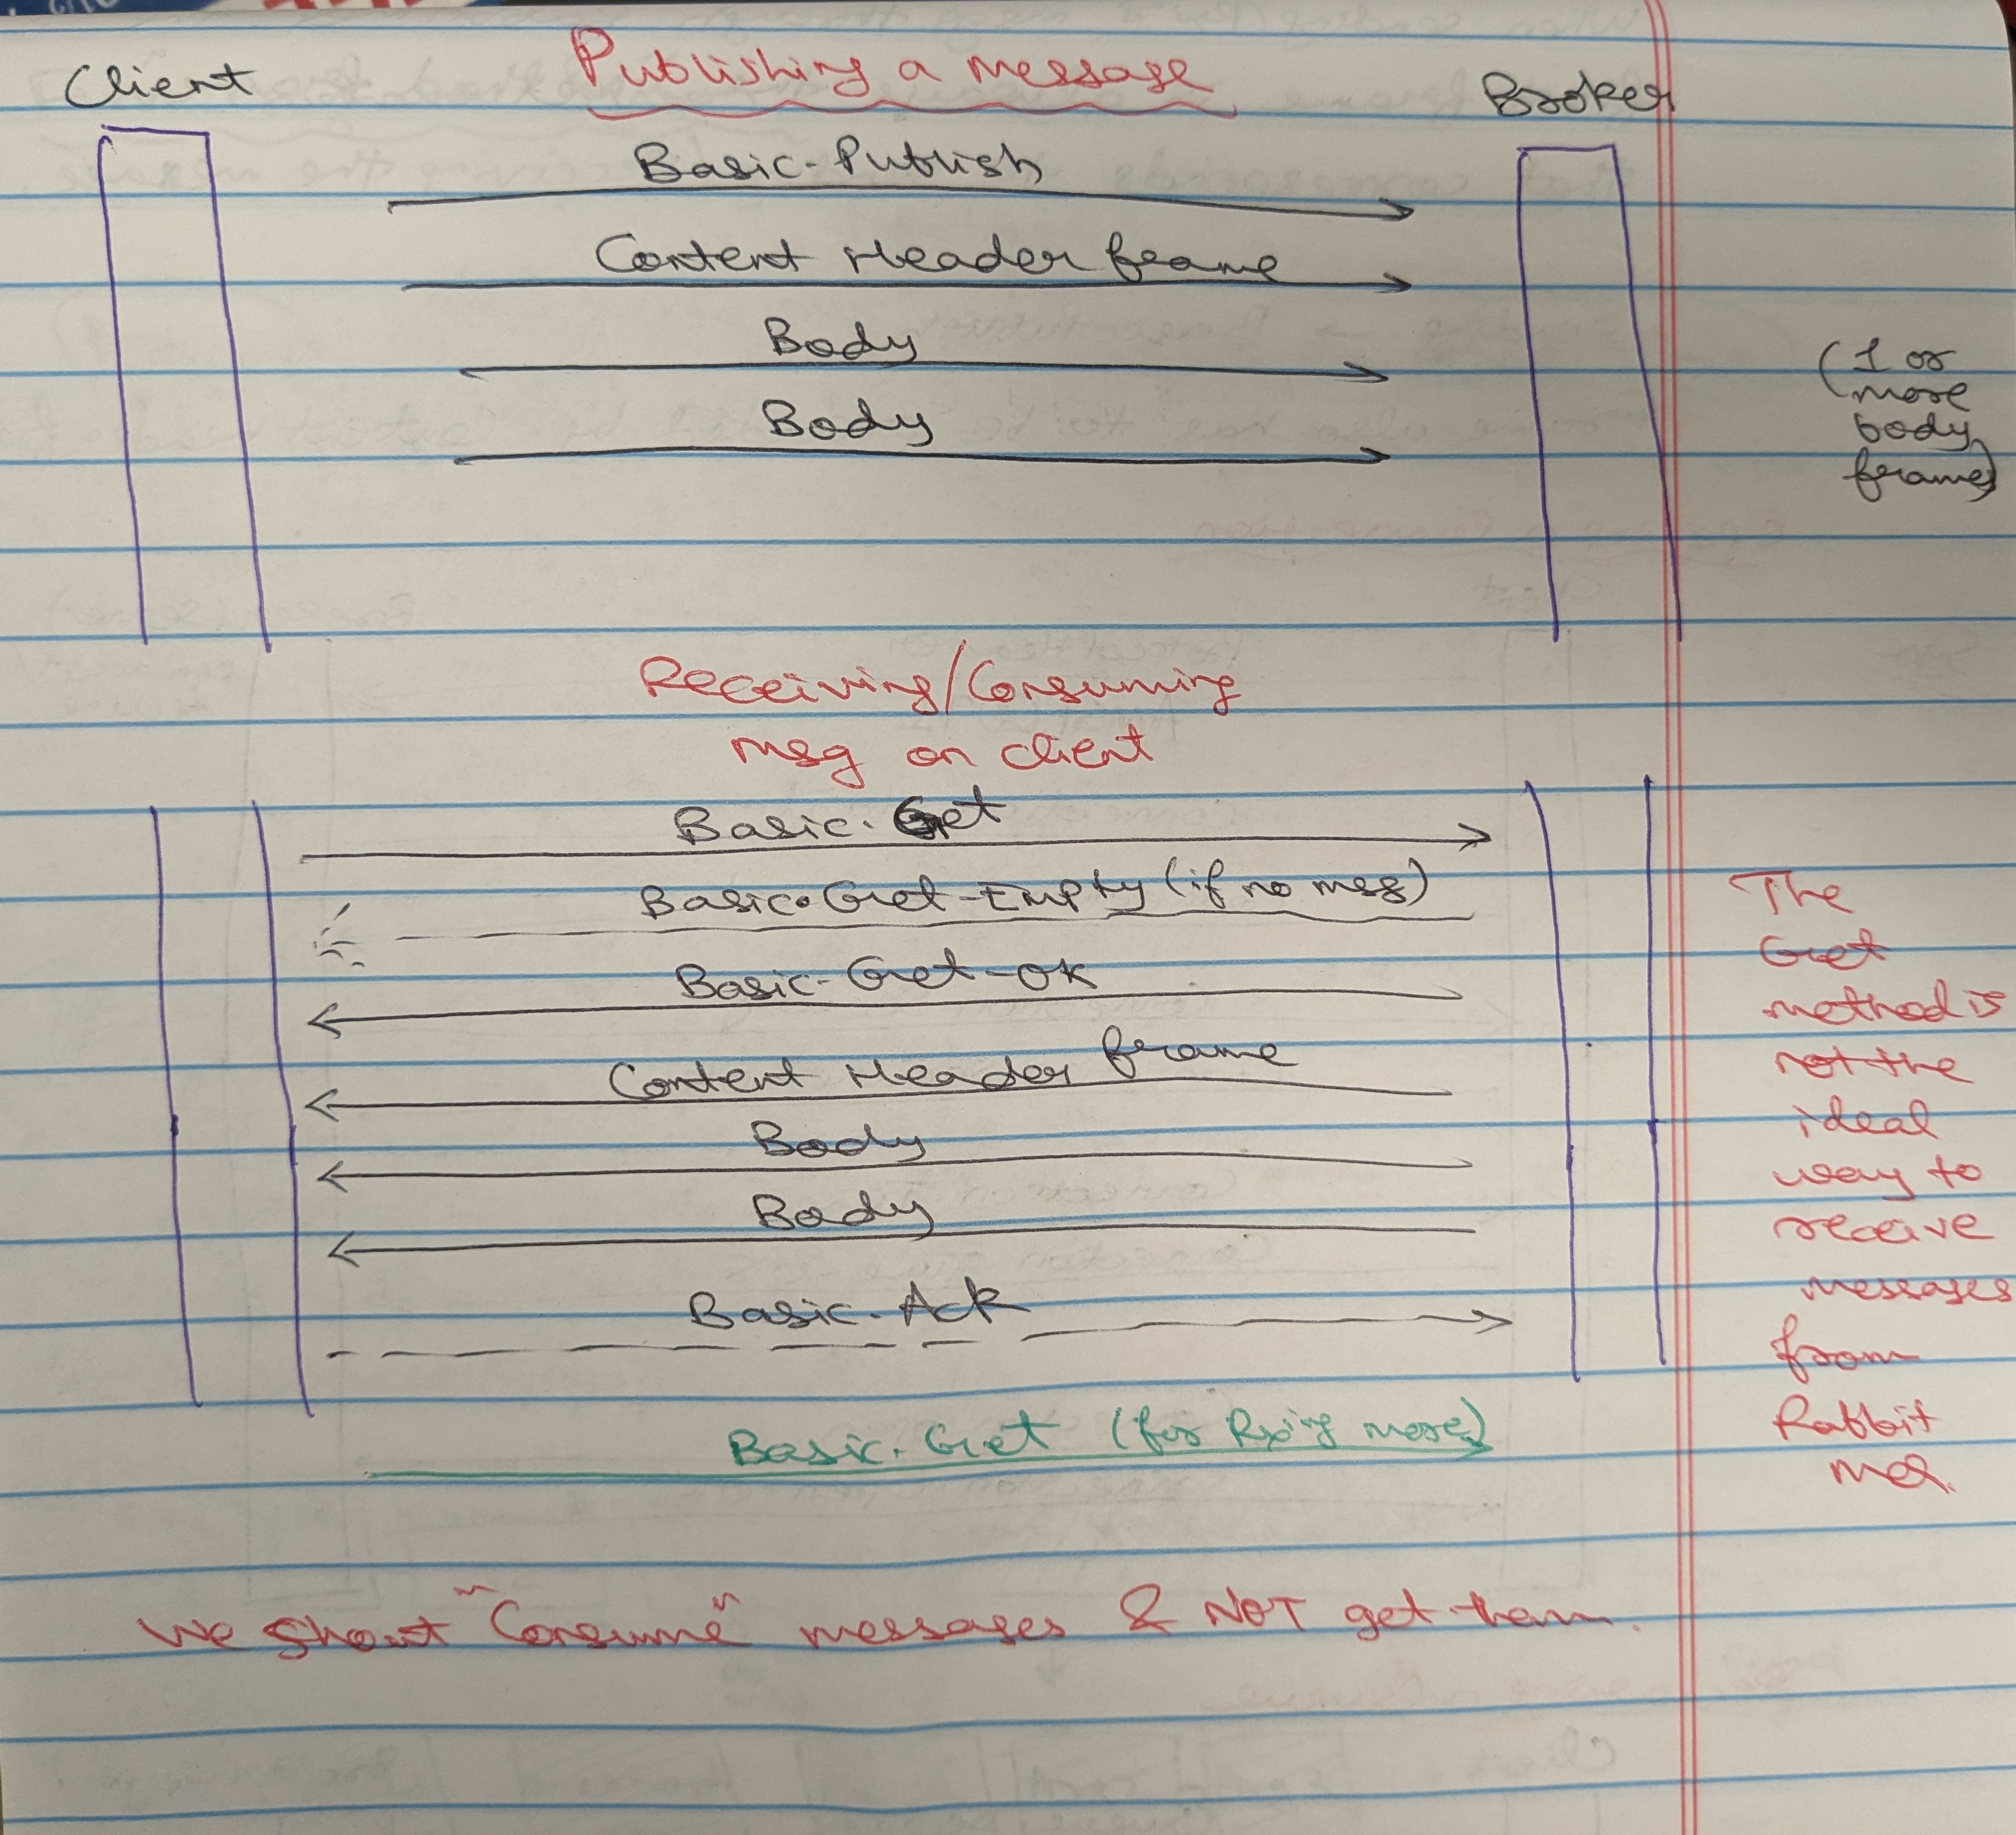 Client
Publishing a message
Broker
Basic.Publish
Content Header frame
Body
Body
(1 or
more
body
frame)
Receiving/Consuming
msg on client
Basic.Get
Basic.Get-Empty (if no msg)
Basic.Get-ok
Content Header frame
Body
Body
Basic.Ack
Basic.Get (for Rx'ing more)
The
Get
method is
not the
ideal
way to
receive
messages
from
Rabbit
MQ.
We shout "Consume" messages & NOT get them.